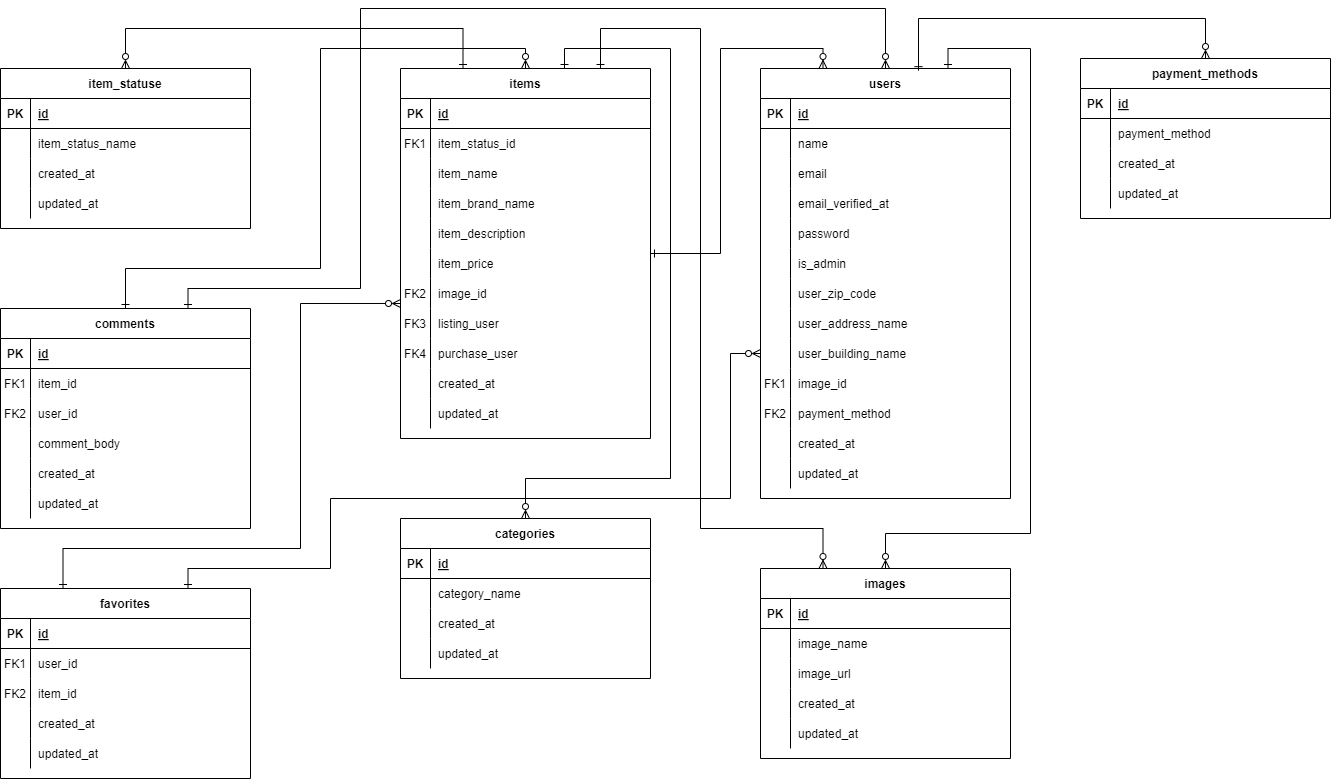 item_statuse
PK id
item_status_name
created_at
updated_at
items
PK id
FK1 item_status_id
item_name
item_brand_name
item_description
item_price
FK2 image_id
FK3 listing_user
FK4 purchase_user
created_at
updated_at
users
PK id
name
email
email_verified_at
password
is_admin
user_zip_code
user_address_name
user_building_name
FK1 image_id
FK2 payment_method
created_at
updated_at
payment_methods
PK id
payment_method
created_at
updated_at
comments
PK id
FK1 item_id
FK2 user_id
comment_body
created_at
updated_at
favorites
PK id
FK1 user_id
FK2 item_id
created_at
updated_at
categories
PK id
category_name
created_at
updated_at
images
PK id
image_name
image_url
created_at
updated_at